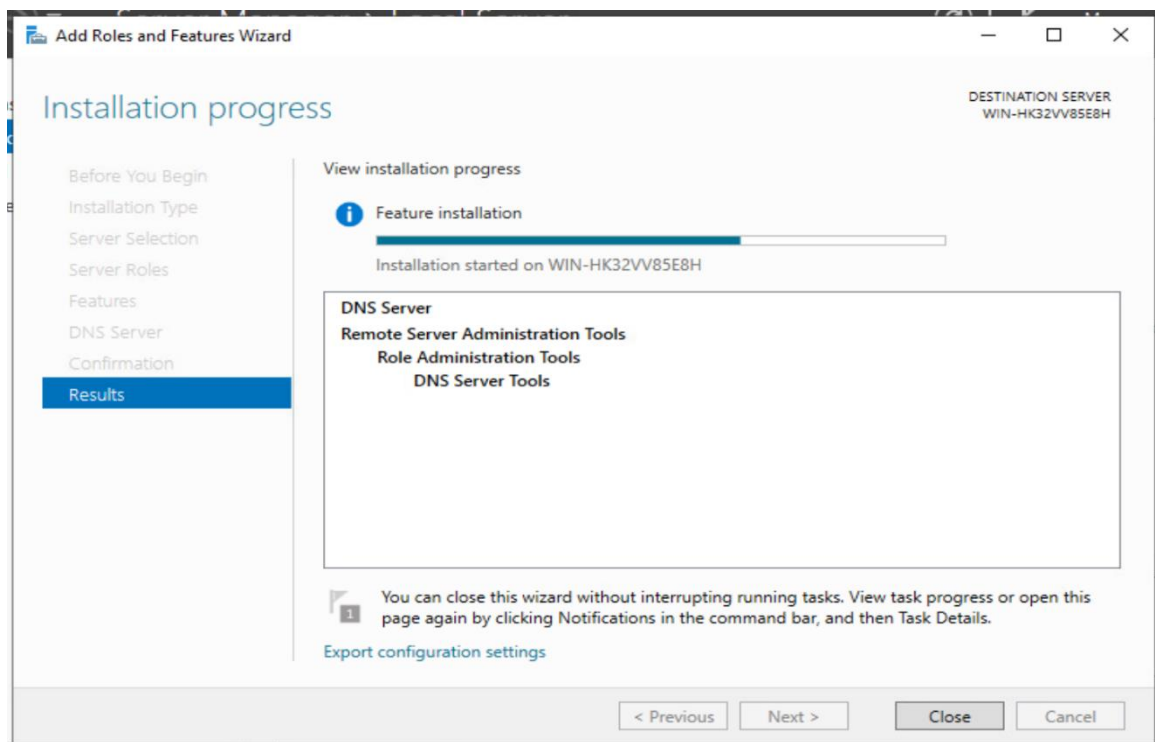 Add Roles and Features Wizard
Installation progress
DESTINATION SERVER
WIN-HK32VV85E8H
Before You Begin
Installation Type
Server Selection
Server Roles
Features
DNS Server
Confirmation
Results
View installation progress
Feature installation
Installation started on WIN-HK32VV85E8H
DNS Server
Remote Server Administration Tools
Role Administration Tools
DNS Server Tools
1
You can close this wizard without interrupting running tasks. View task progress or open this
page again by clicking Notifications in the command bar, and then Task Details.
Export configuration settings
< Previous
Next >
Close
Cancel